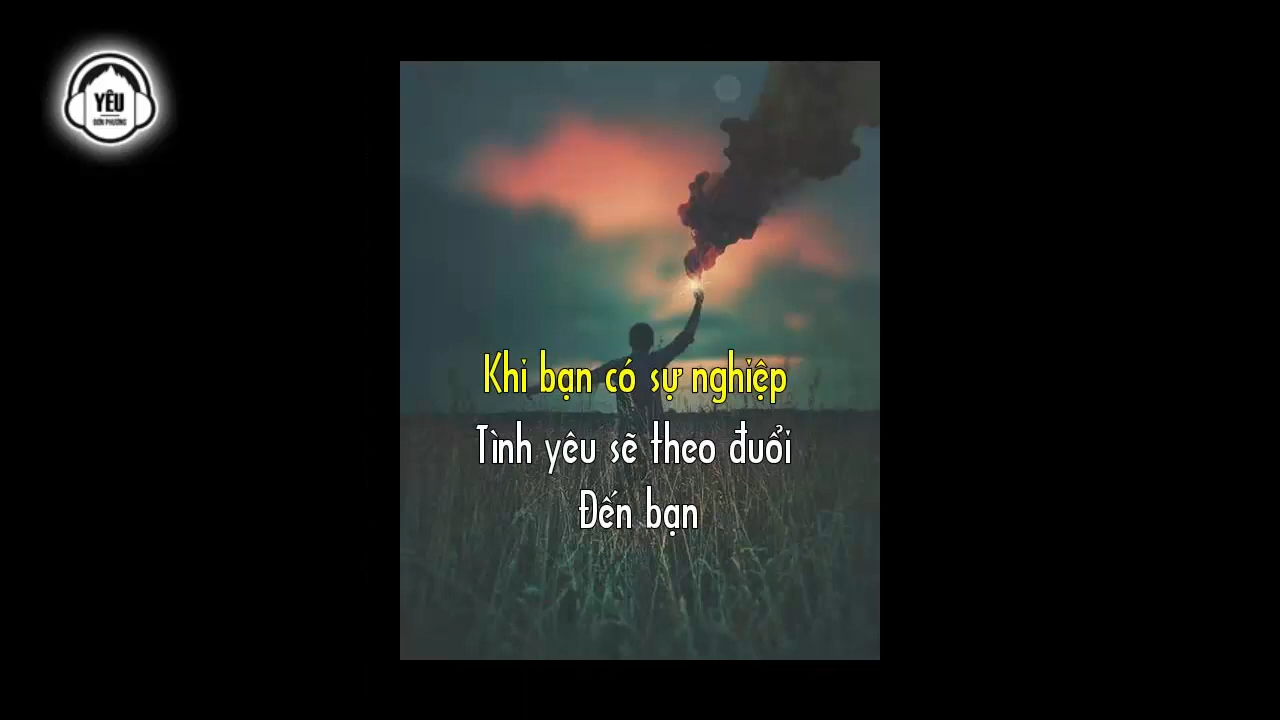 YÊU
ĐƠN PHƯƠNG
Khi bạn có sự nghiệp
Tình yêu sẽ theo đuổi
Đến bạn